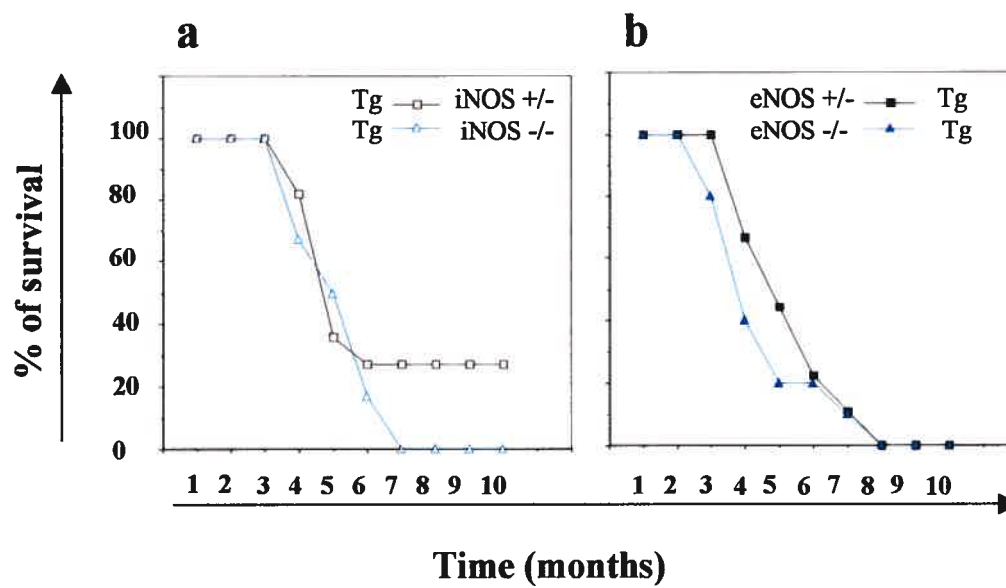 a
b
Tg iNOS +/-
Tg iNOS -/-
eNOS +/- Tg
eNOS -/- Tg
% of survival
100
80
60
40
20
0
1 2 3 4 5 6 7 8 9 10
1 2 3 4 5 6 7 8 9 10
Time (months)